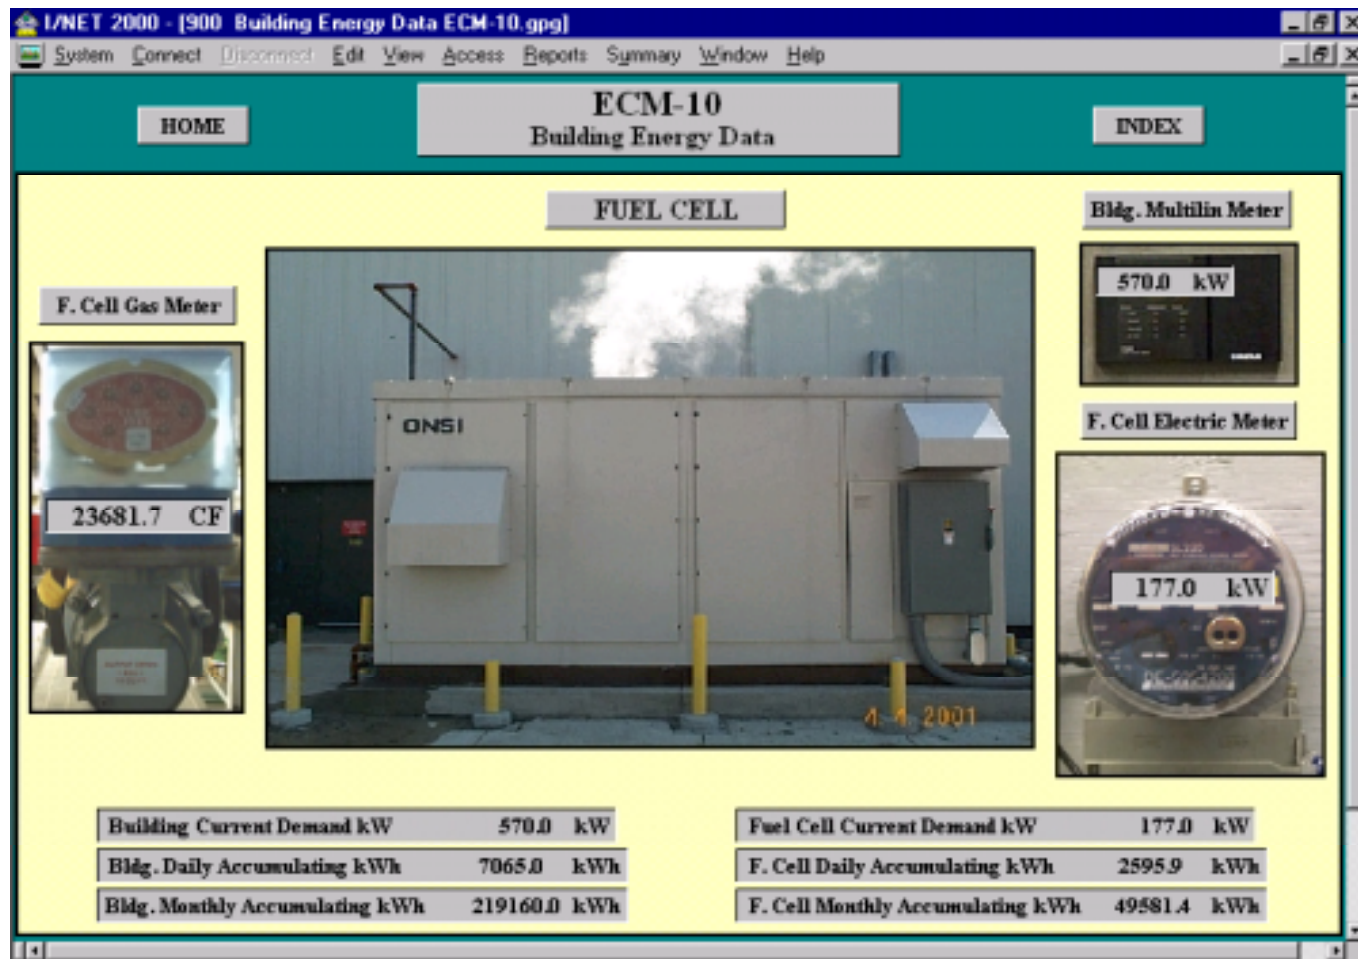 I/NET 2000 - [900 Building Energy Data ECM-10.gpg]
System Connect Disconnect Edit View Access Reports Summary Window Help
HOME
ECM-10
Building Energy Data
INDEX
FUEL CELL
Bldg. Multilin Meter
570.0 kW
F. Cell Gas Meter
ONSI
F. Cell Electric Meter
23681.7 CF
177.0 kW
4. 4. 2001
Building Current Demand kW 570.0 kW
Fuel Cell Current Demand kW 177.0 kW
Bldg. Daily Accumulating kWh 7065.0 kWh
F. Cell Daily Accumulating kWh 2595.9 kWh
Bldg. Monthly Accumulating kWh 219160.0 kWh
F. Cell Monthly Accumulating kWh 49581.4 kWh